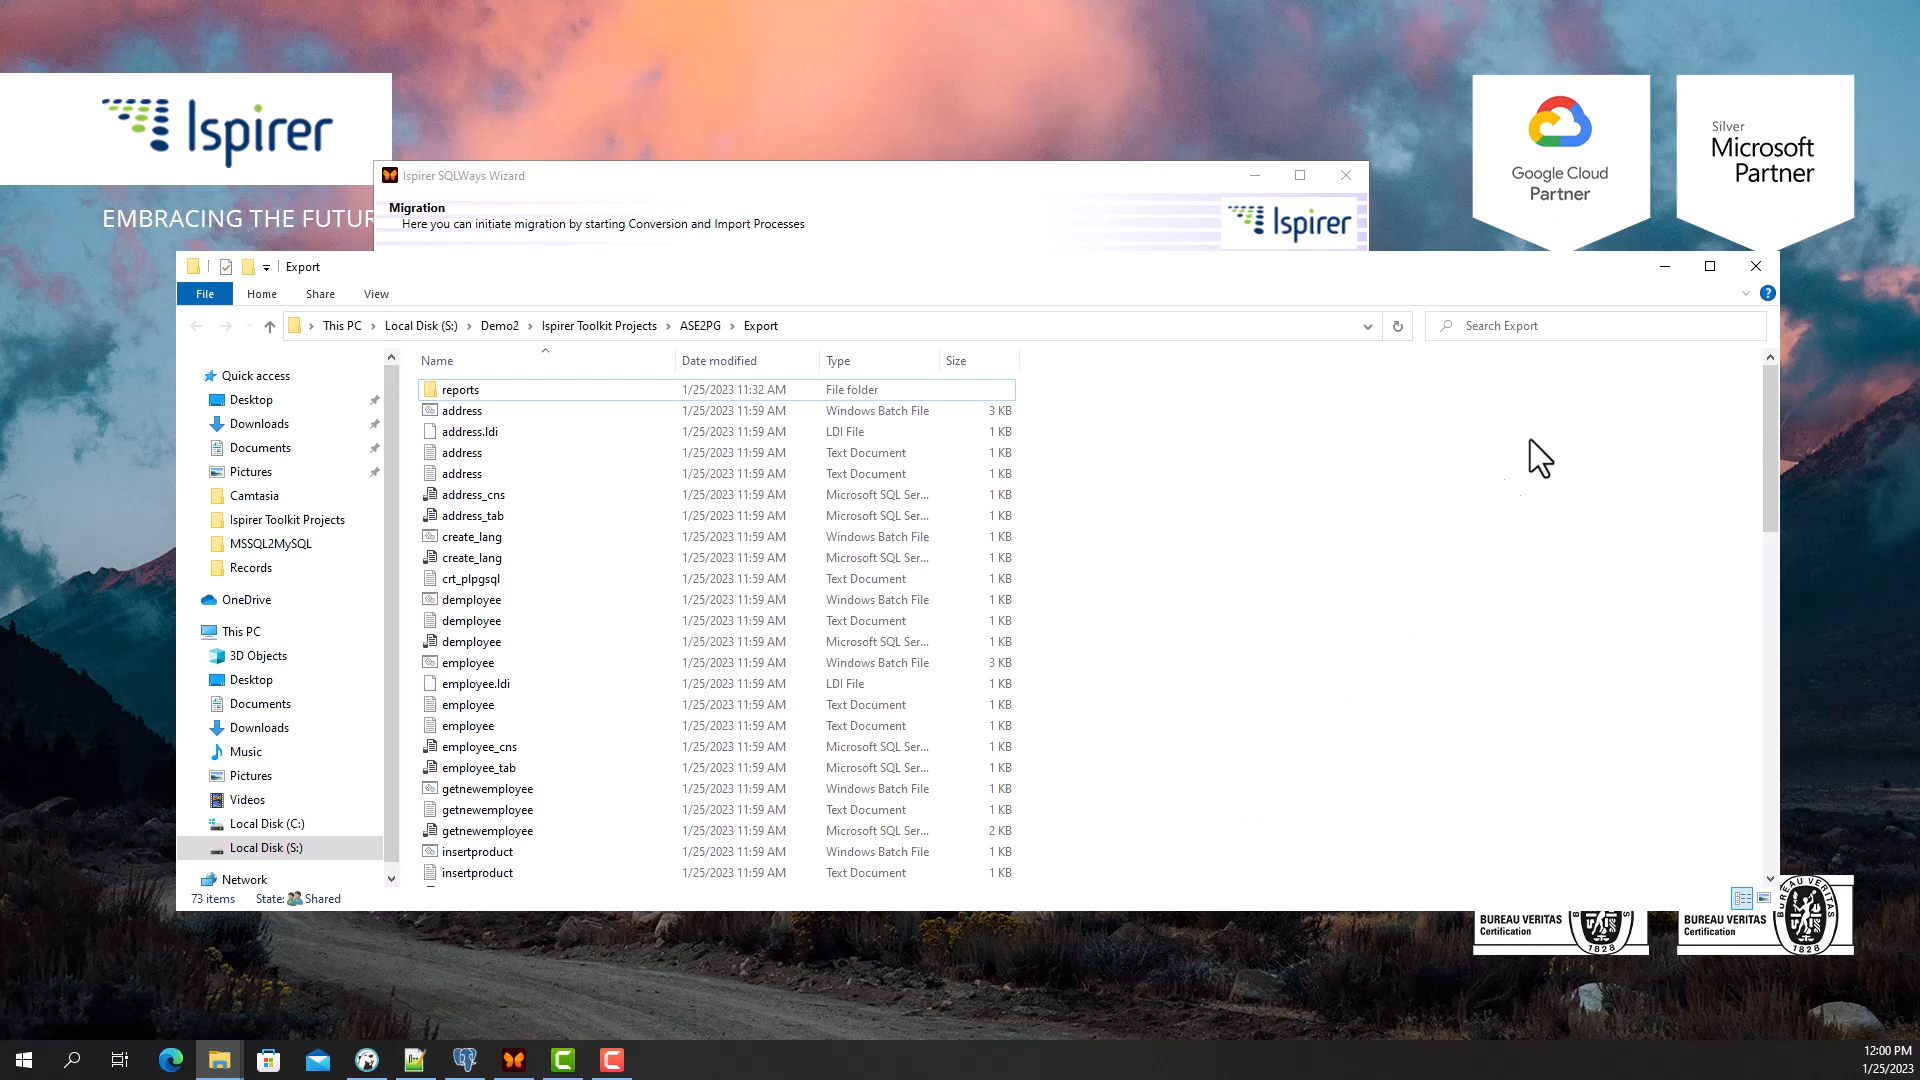 Ispirer
EMBRACING THE FUTUR
Google Cloud
Partner
Silver
Microsoft
Partner
Ispirer SQLWays Wizard
Migration
Here you can initiate migration by starting Conversion and Import Processes
Ispirer
Export
File
Home
Share
View
This PC
Local Disk (S:)
Demo2
Ispirer Toolkit Projects
ASE2PG
Export
Search Export
Quick access
Desktop
Downloads
Documents
Pictures
Camtasia
Ispirer Toolkit Projects
MSSQL2MySQL
Records
OneDrive
This PC
3D Objects
Desktop
Documents
Downloads
Music
Pictures
Videos
Local Disk (C:)
Local Disk (S:)
Network
Name Date modified Type Size
reports 1/25/2023 11:32 AM File folder
address 1/25/2023 11:59 AM Windows Batch File 3 KB
address.ldi 1/25/2023 11:59 AM LDI File 1 KB
address 1/25/2023 11:59 AM Text Document 1 KB
address 1/25/2023 11:59 AM Text Document 1 KB
address_cns 1/25/2023 11:59 AM Microsoft SQL Ser... 1 KB
address_tab 1/25/2023 11:59 AM Microsoft SQL Ser... 1 KB
create_lang 1/25/2023 11:59 AM Windows Batch File 1 KB
create_lang 1/25/2023 11:59 AM Microsoft SQL Ser... 1 KB
crt_plpgsql 1/25/2023 11:59 AM Text Document 1 KB
demployee 1/25/2023 11:59 AM Windows Batch File 1 KB
demployee 1/25/2023 11:59 AM Text Document 1 KB
demployee 1/25/2023 11:59 AM Microsoft SQL Ser... 1 KB
employee 1/25/2023 11:59 AM Windows Batch File 3 KB
employee.ldi 1/25/2023 11:59 AM LDI File 1 KB
employee 1/25/2023 11:59 AM Text Document 1 KB
employee 1/25/2023 11:59 AM Text Document 1 KB
employee_cns 1/25/2023 11:59 AM Microsoft SQL Ser... 1 KB
employee_tab 1/25/2023 11:59 AM Microsoft SQL Ser... 1 KB
getnewemployee 1/25/2023 11:59 AM Windows Batch File 1 KB
getnewemployee 1/25/2023 11:59 AM Text Document 1 KB
getnewemployee 1/25/2023 11:59 AM Microsoft SQL Ser... 2 KB
insertproduct 1/25/2023 11:59 AM Windows Batch File 1 KB
insertproduct 1/25/2023 11:59 AM Text Document 1 KB
73 items State: Shared
BUREAU VERITAS
Certification
1828
BUREAU VERITAS
Certification
BUREAU VERITAS
1828
12:00 PM
1/25/2023